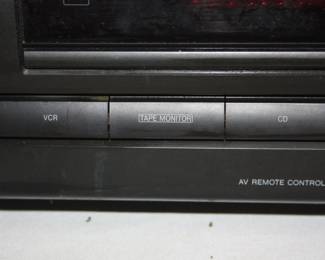 VCR
TAPE MONITOR
CD
AV REMOTE CONTROL